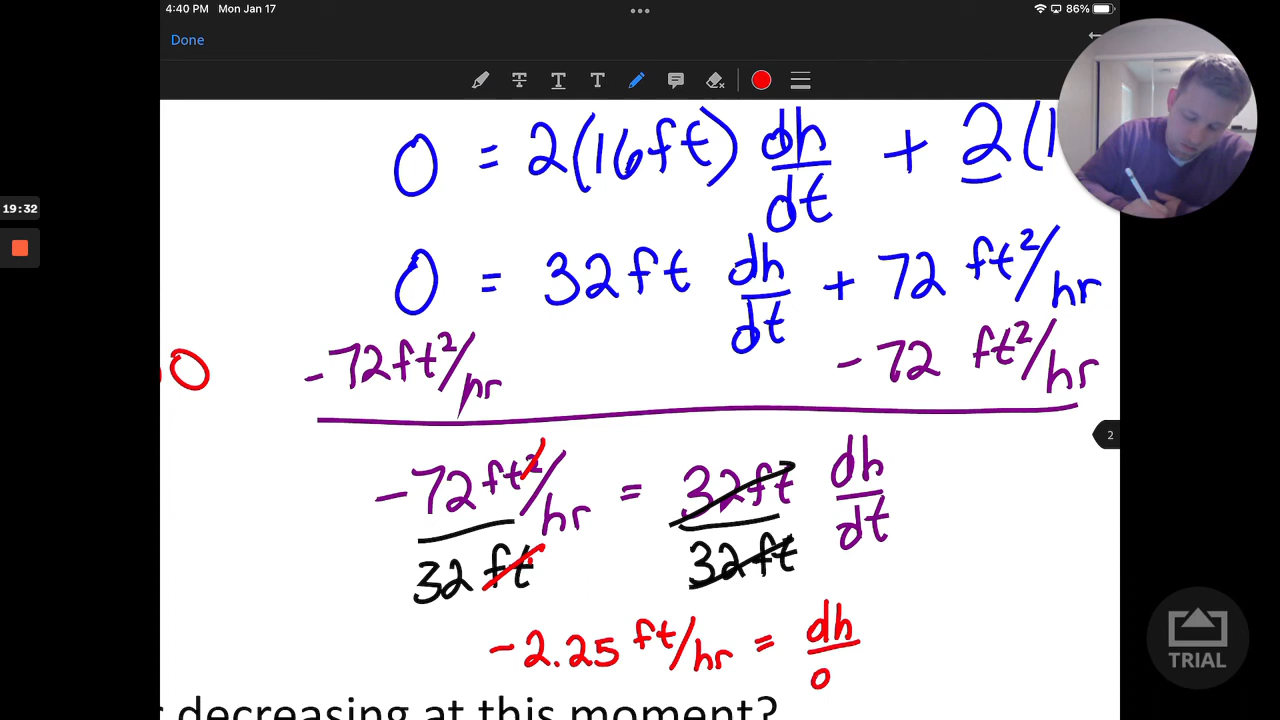 4:40 PM Mon Jan 17 86%
Done
19:32
0 = 2(16ft) dh/dt + 2(1
0 = 32ft dh/dt + 72 ft²/hr
0 -72ft²/hr -72 ft²/hr
2
-72ft²/hr = 32ft dh/dt
32ft 32ft
-2.25 ft/hr = dh
TRIAL
decreasing at this moment?